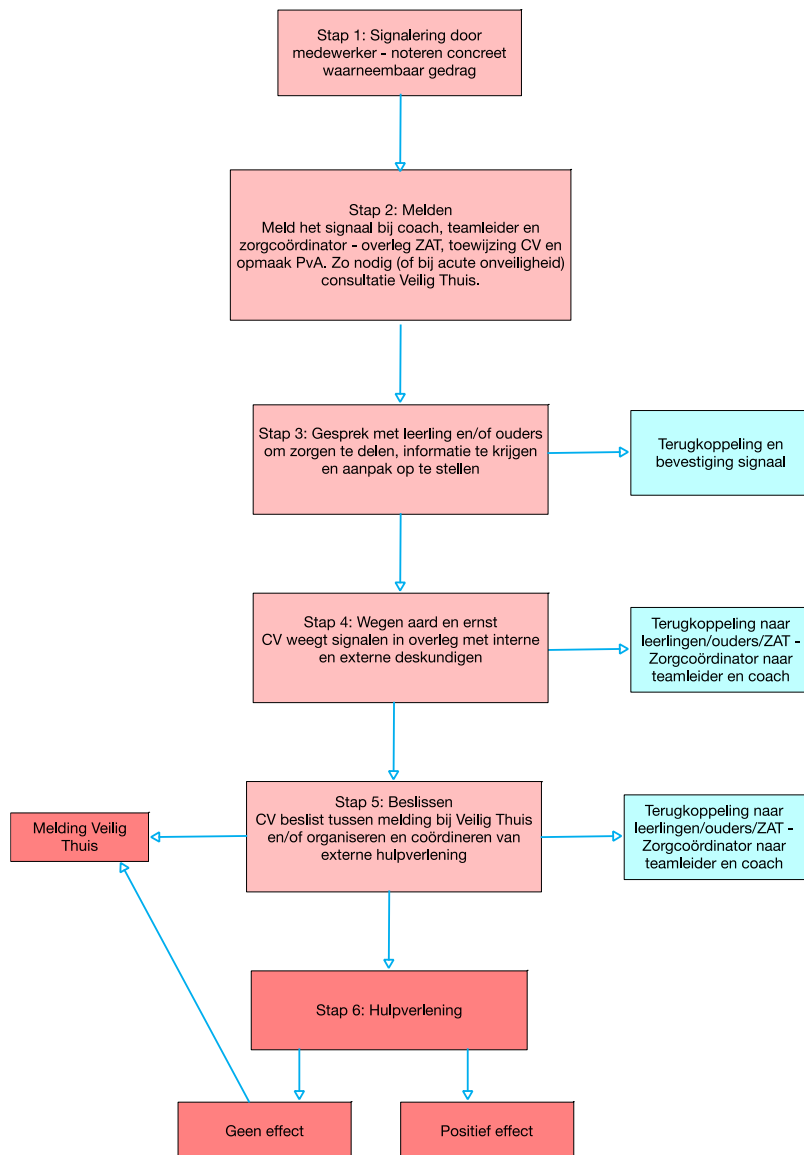 Stap 1: Signalering door
medewerker - noteren concreet
waarneembaar gedrag
Stap 2: Melden
Meld het signaal bij coach, teamleider en
zorgcoördinator - overleg ZAT, toewijzing CV en
opmaak PvA. Zo nodig (of bij acute onveiligheid)
consultatie Veilig Thuis.
Stap 3: Gesprek met leerling en/of ouders
om zorgen te delen, informatie te krijgen
en aanpak op te stellen
Terugkoppeling en
bevestiging signaal
Stap 4: Wegen aard en ernst
CV weegt signalen in overleg met interne
en externe deskundigen
Terugkoppeling naar
leerlingen/ouders/ZAT -
Zorgcoördinator naar
teamleider en coach
Stap 5: Beslissen
CV beslist tussen melding bij Veilig Thuis
en/of organiseren en coördineren van
externe hulpverlening
Melding Veilig
Thuis
Terugkoppeling naar
leerlingen/ouders/ZAT -
Zorgcoördinator naar
teamleider en coach
Stap 6: Hulpverlening
Geen effect
Positief effect